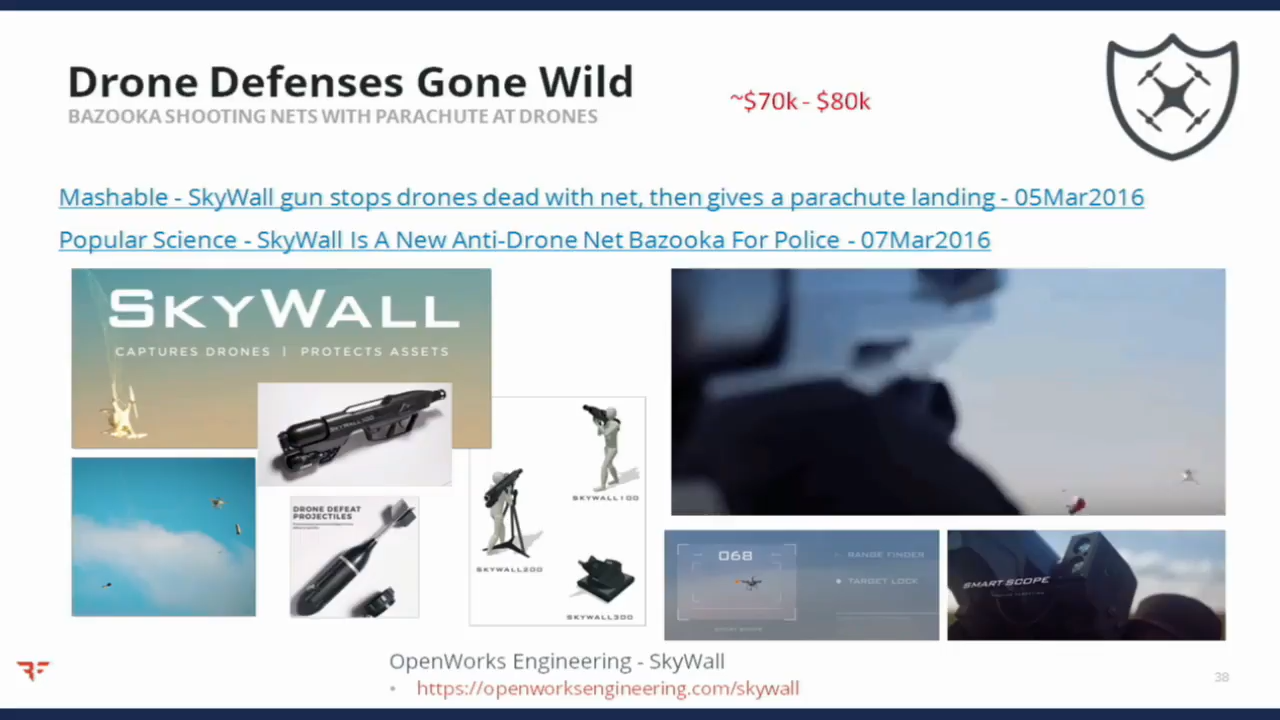 Drone Defenses Gone Wild
BAZOOKA SHOOTING NETS WITH PARACHUTE AT DRONES
~$70k - $80k
Mashable - SkyWall gun stops drones dead with net, then gives a parachute landing - 05Mar2016
Popular Science - SkyWall Is A New Anti-Drone Net Bazooka For Police - 07Mar2016
SKYWALL
CAPTURES DRONES | PROTECTS ASSETS
SKYWALL100
DRONE DEFEAT
PROJECTILES
SKYWALL100
SKYWALL200
SKYWALL300
068
RANGE FINDER
TARGET LOCK
SMART SCOPE
OpenWorks Engineering - SkyWall
• https://openworksengineering.com/skywall
38